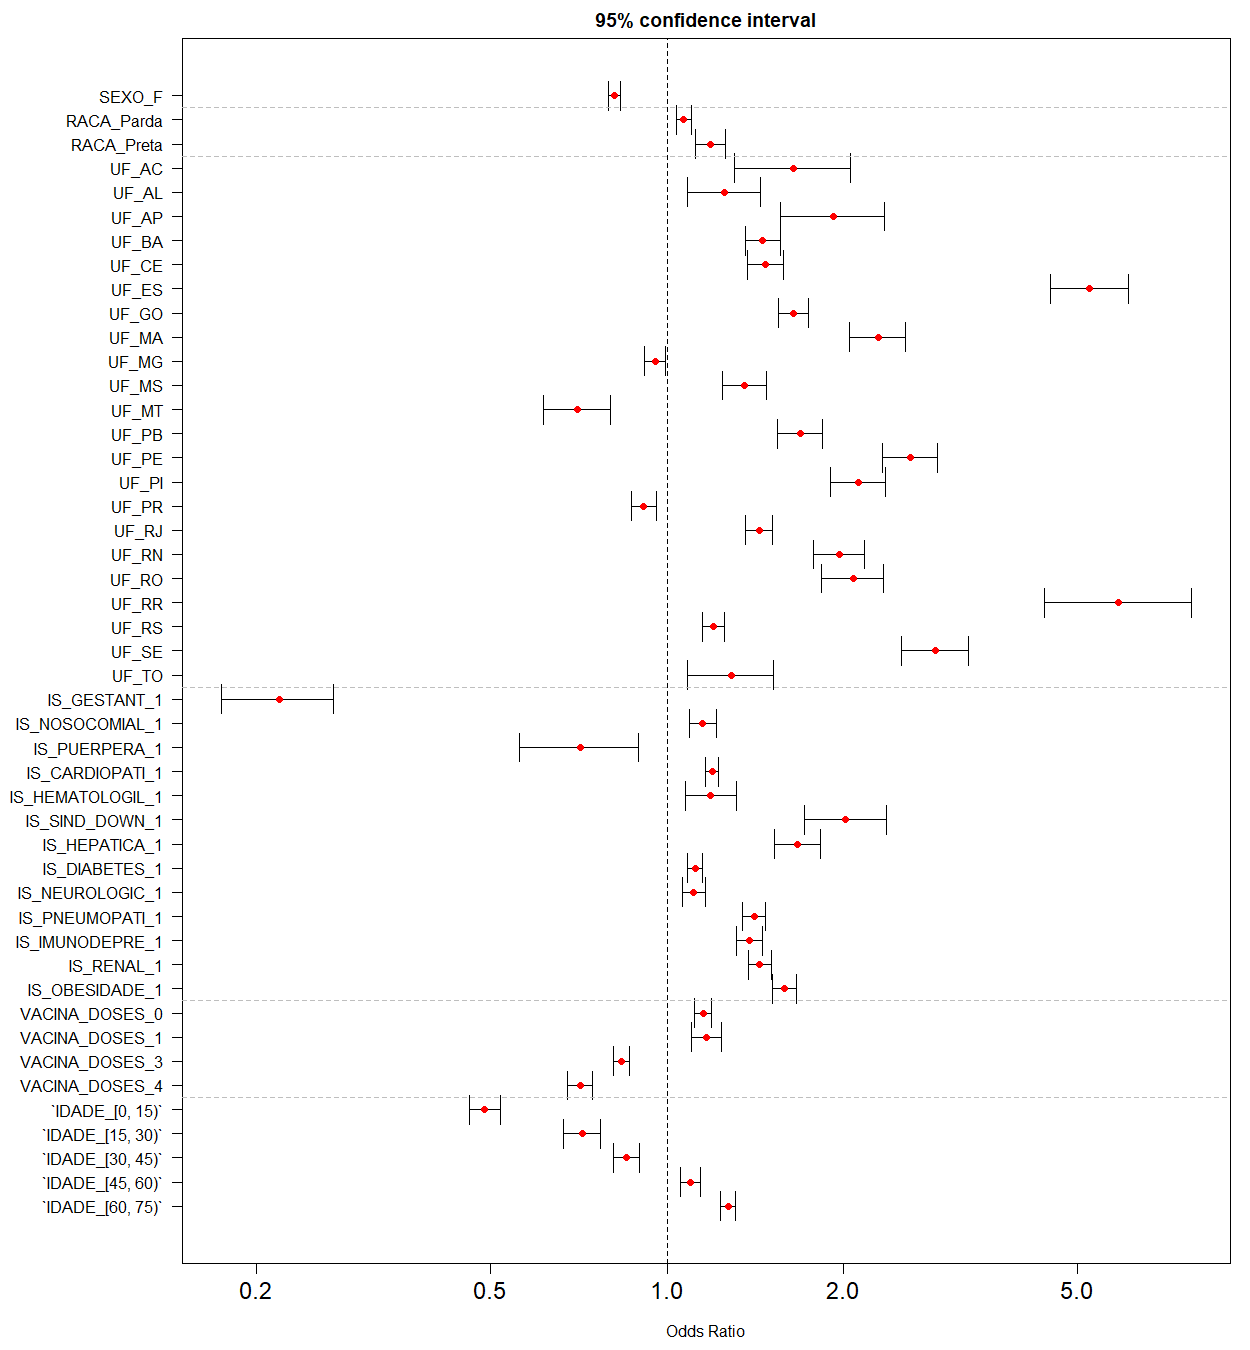 95% confidence interval
SEXO_F
RACA_Parda
RACA_Preta
UF_AC
UF_AL
UF_AP
UF_BA
UF_CE
UF_ES
UF_GO
UF_MA
UF_MG
UF_MS
UF_MT
UF_PB
UF_PE
UF_PI
UF_PR
UF_RJ
UF_RN
UF_RO
UF_RR
UF_RS
UF_SE
UF_TO
IS_GESTANT_1
IS_NOSOCOMIAL_1
IS_PUERPERA_1
IS_CARDIOPATI_1
IS_HEMATOLOGIL_1
IS_SIND_DOWN_1
IS_HEPATICA_1
IS_DIABETES_1
IS_NEUROLOGIC_1
IS_PNEUMOPATI_1
IS_IMUNODEPRE_1
IS_RENAL_1
IS_OBESIDADE_1
VACINA_DOSES_0
VACINA_DOSES_1
VACINA_DOSES_3
VACINA_DOSES_4
`IDADE_[0, 15)`
`IDADE_[15, 30)`
`IDADE_[30, 45)`
`IDADE_[45, 60)`
`IDADE_[60, 75)`
0.2 0.5 1.0 2.0 5.0
Odds Ratio